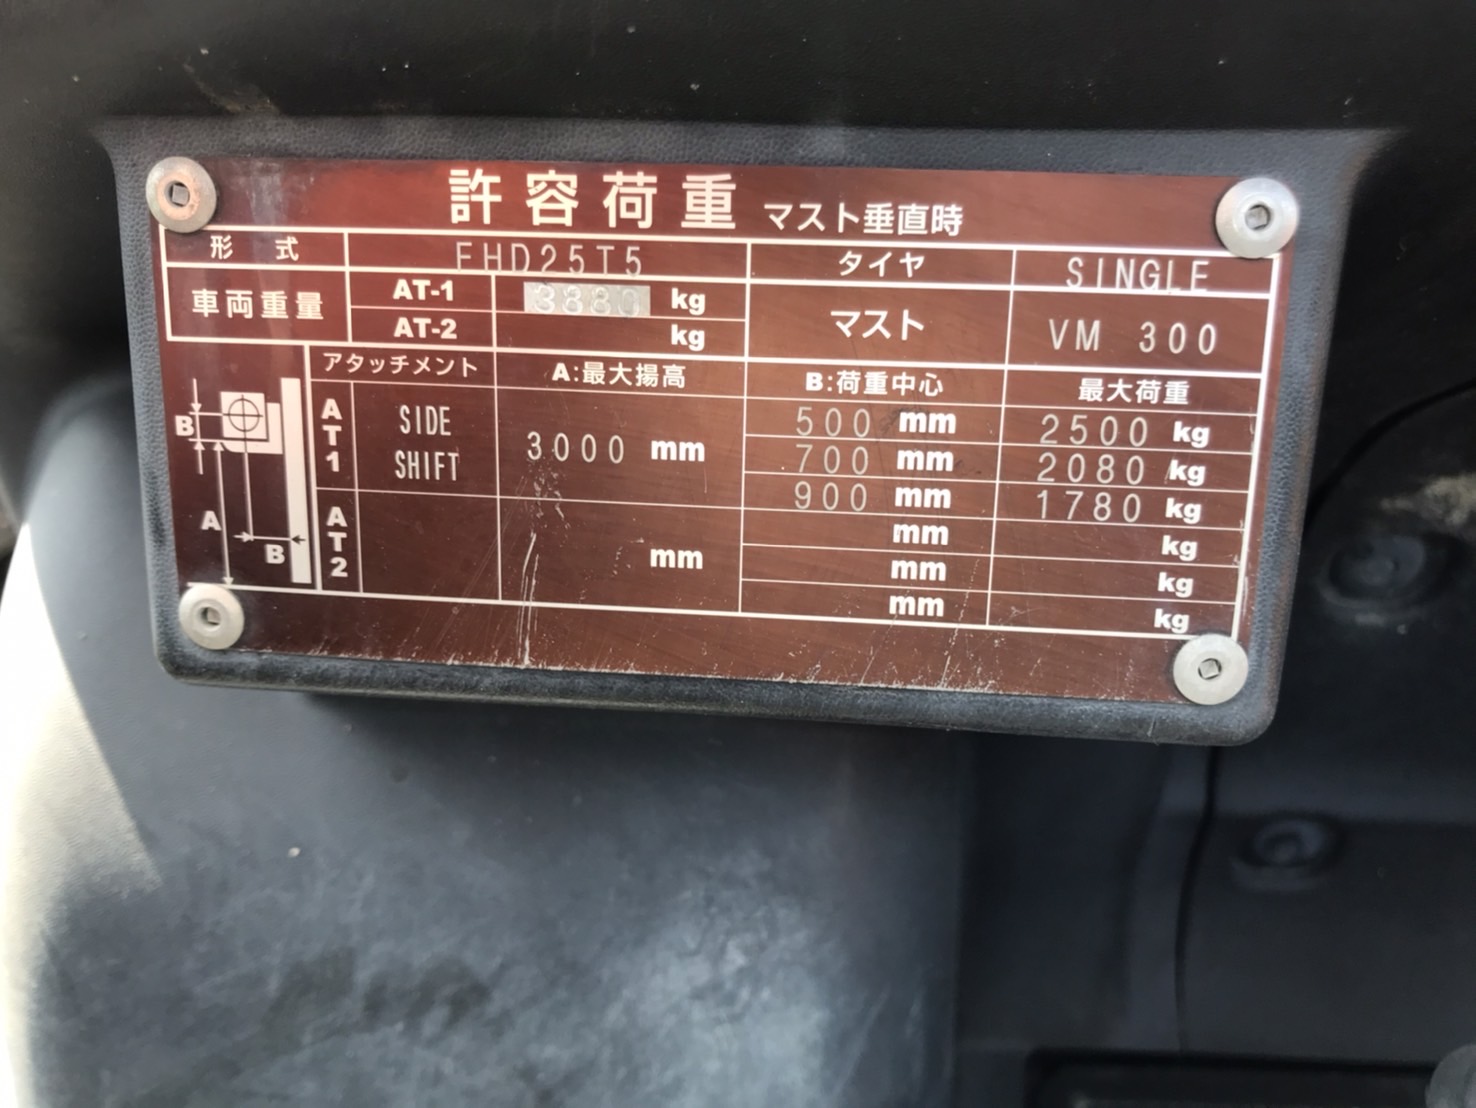 許容荷重 マスト垂直時
形式 FHD25T5 タイヤ SINGLE
車両重量 AT-1 3880 kg マスト VM 300
AT-2 kg
アタッチメント A:最大揚高 B:荷重中心 最大荷重
AT1 SIDE SHIFT 3000 mm 500 mm 2500 kg
700 mm 2080 kg
900 mm 1780 kg
AT2 mm mm kg
mm kg
mm kg
B
A
B